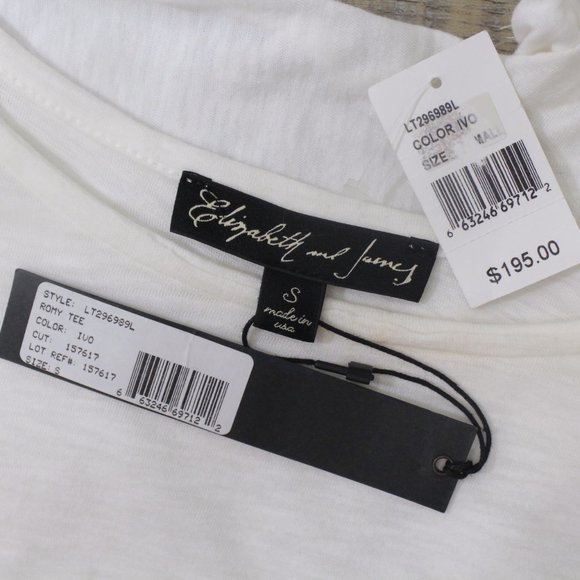 LT296989L
COLOR IVO
SIZE
6 63246 69712 2
$195.00
Elizabeth and James
S
made in
usa
STYLE: LT296989L
ROMY TEE
COLOR: IVO
CUT: 157617
LOT REF#: 157617
SIZE: S
6 63246 69712 2